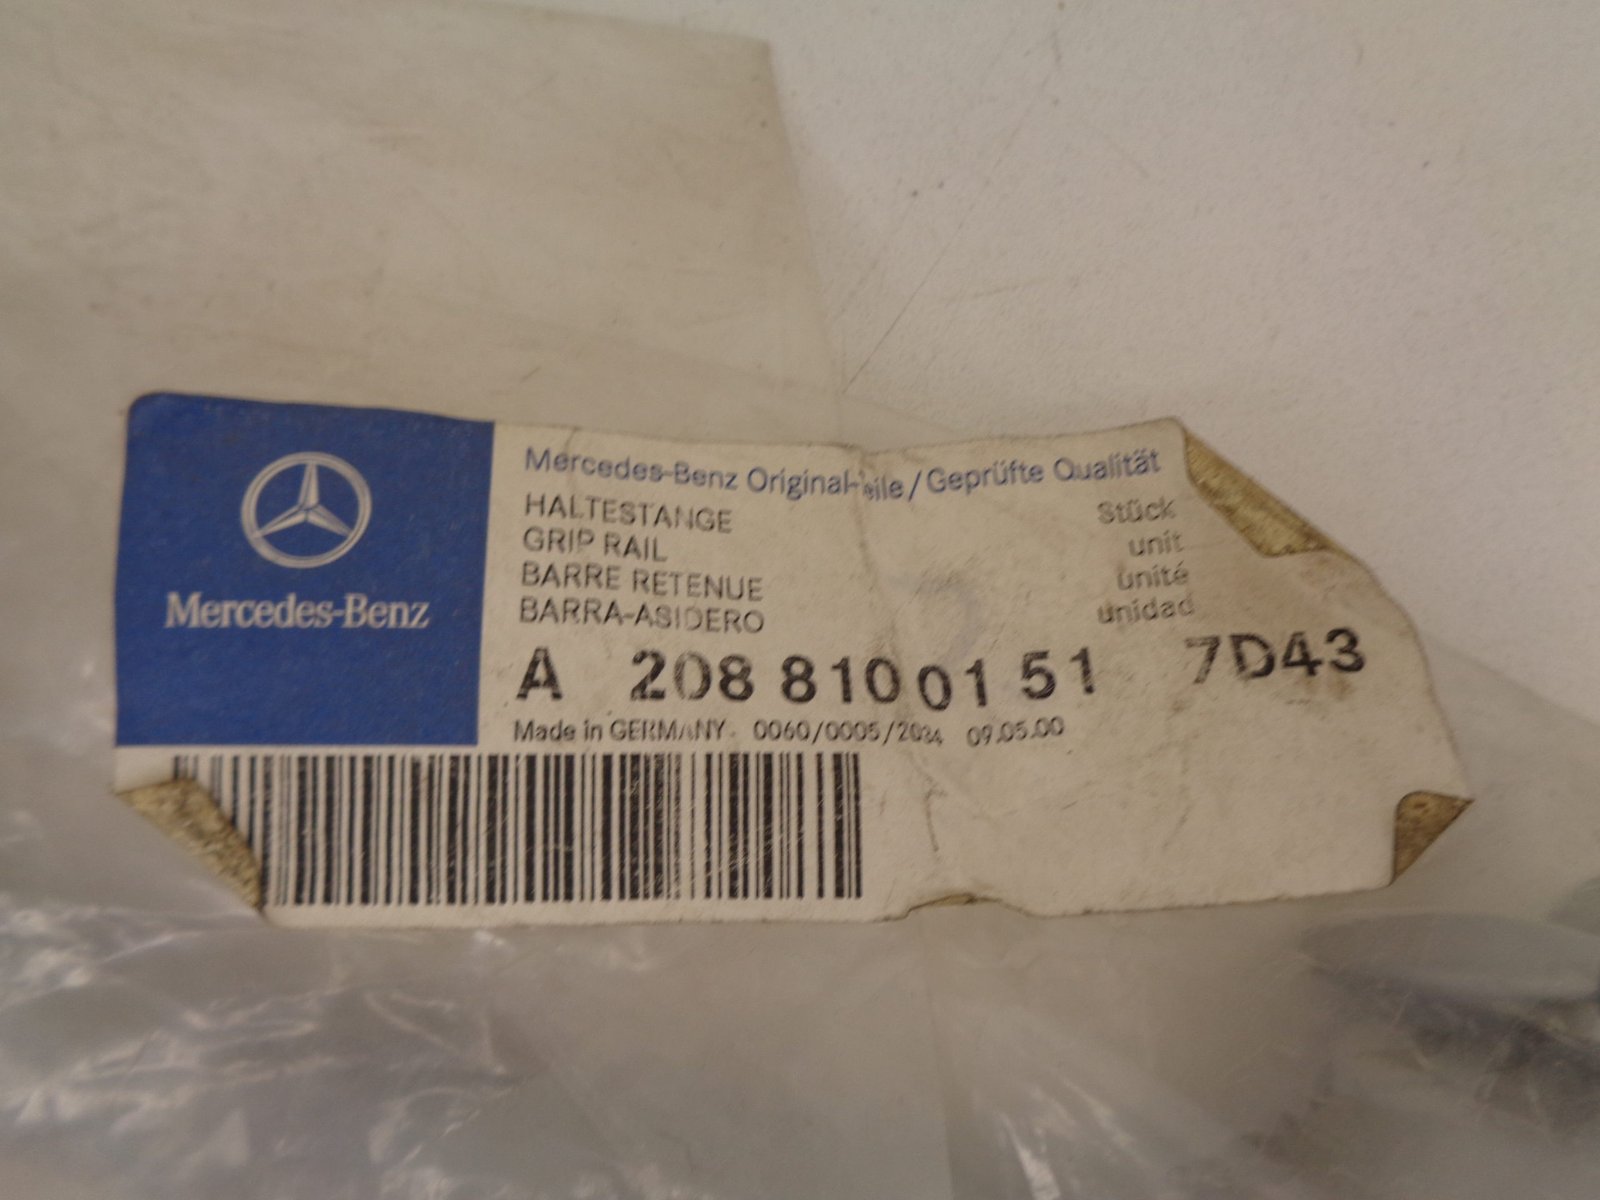 Mercedes-Benz
Mercedes-Benz Original-Teile/Geprüfte Qualität
HALTESTANGE Stück
GRIP RAIL unit
BARRE RETENUE unité
BARRA-ASIDERO unidad
A 208 810 01 51 7D43
Made in GERMANY 0060/0005/2034 09.05.00